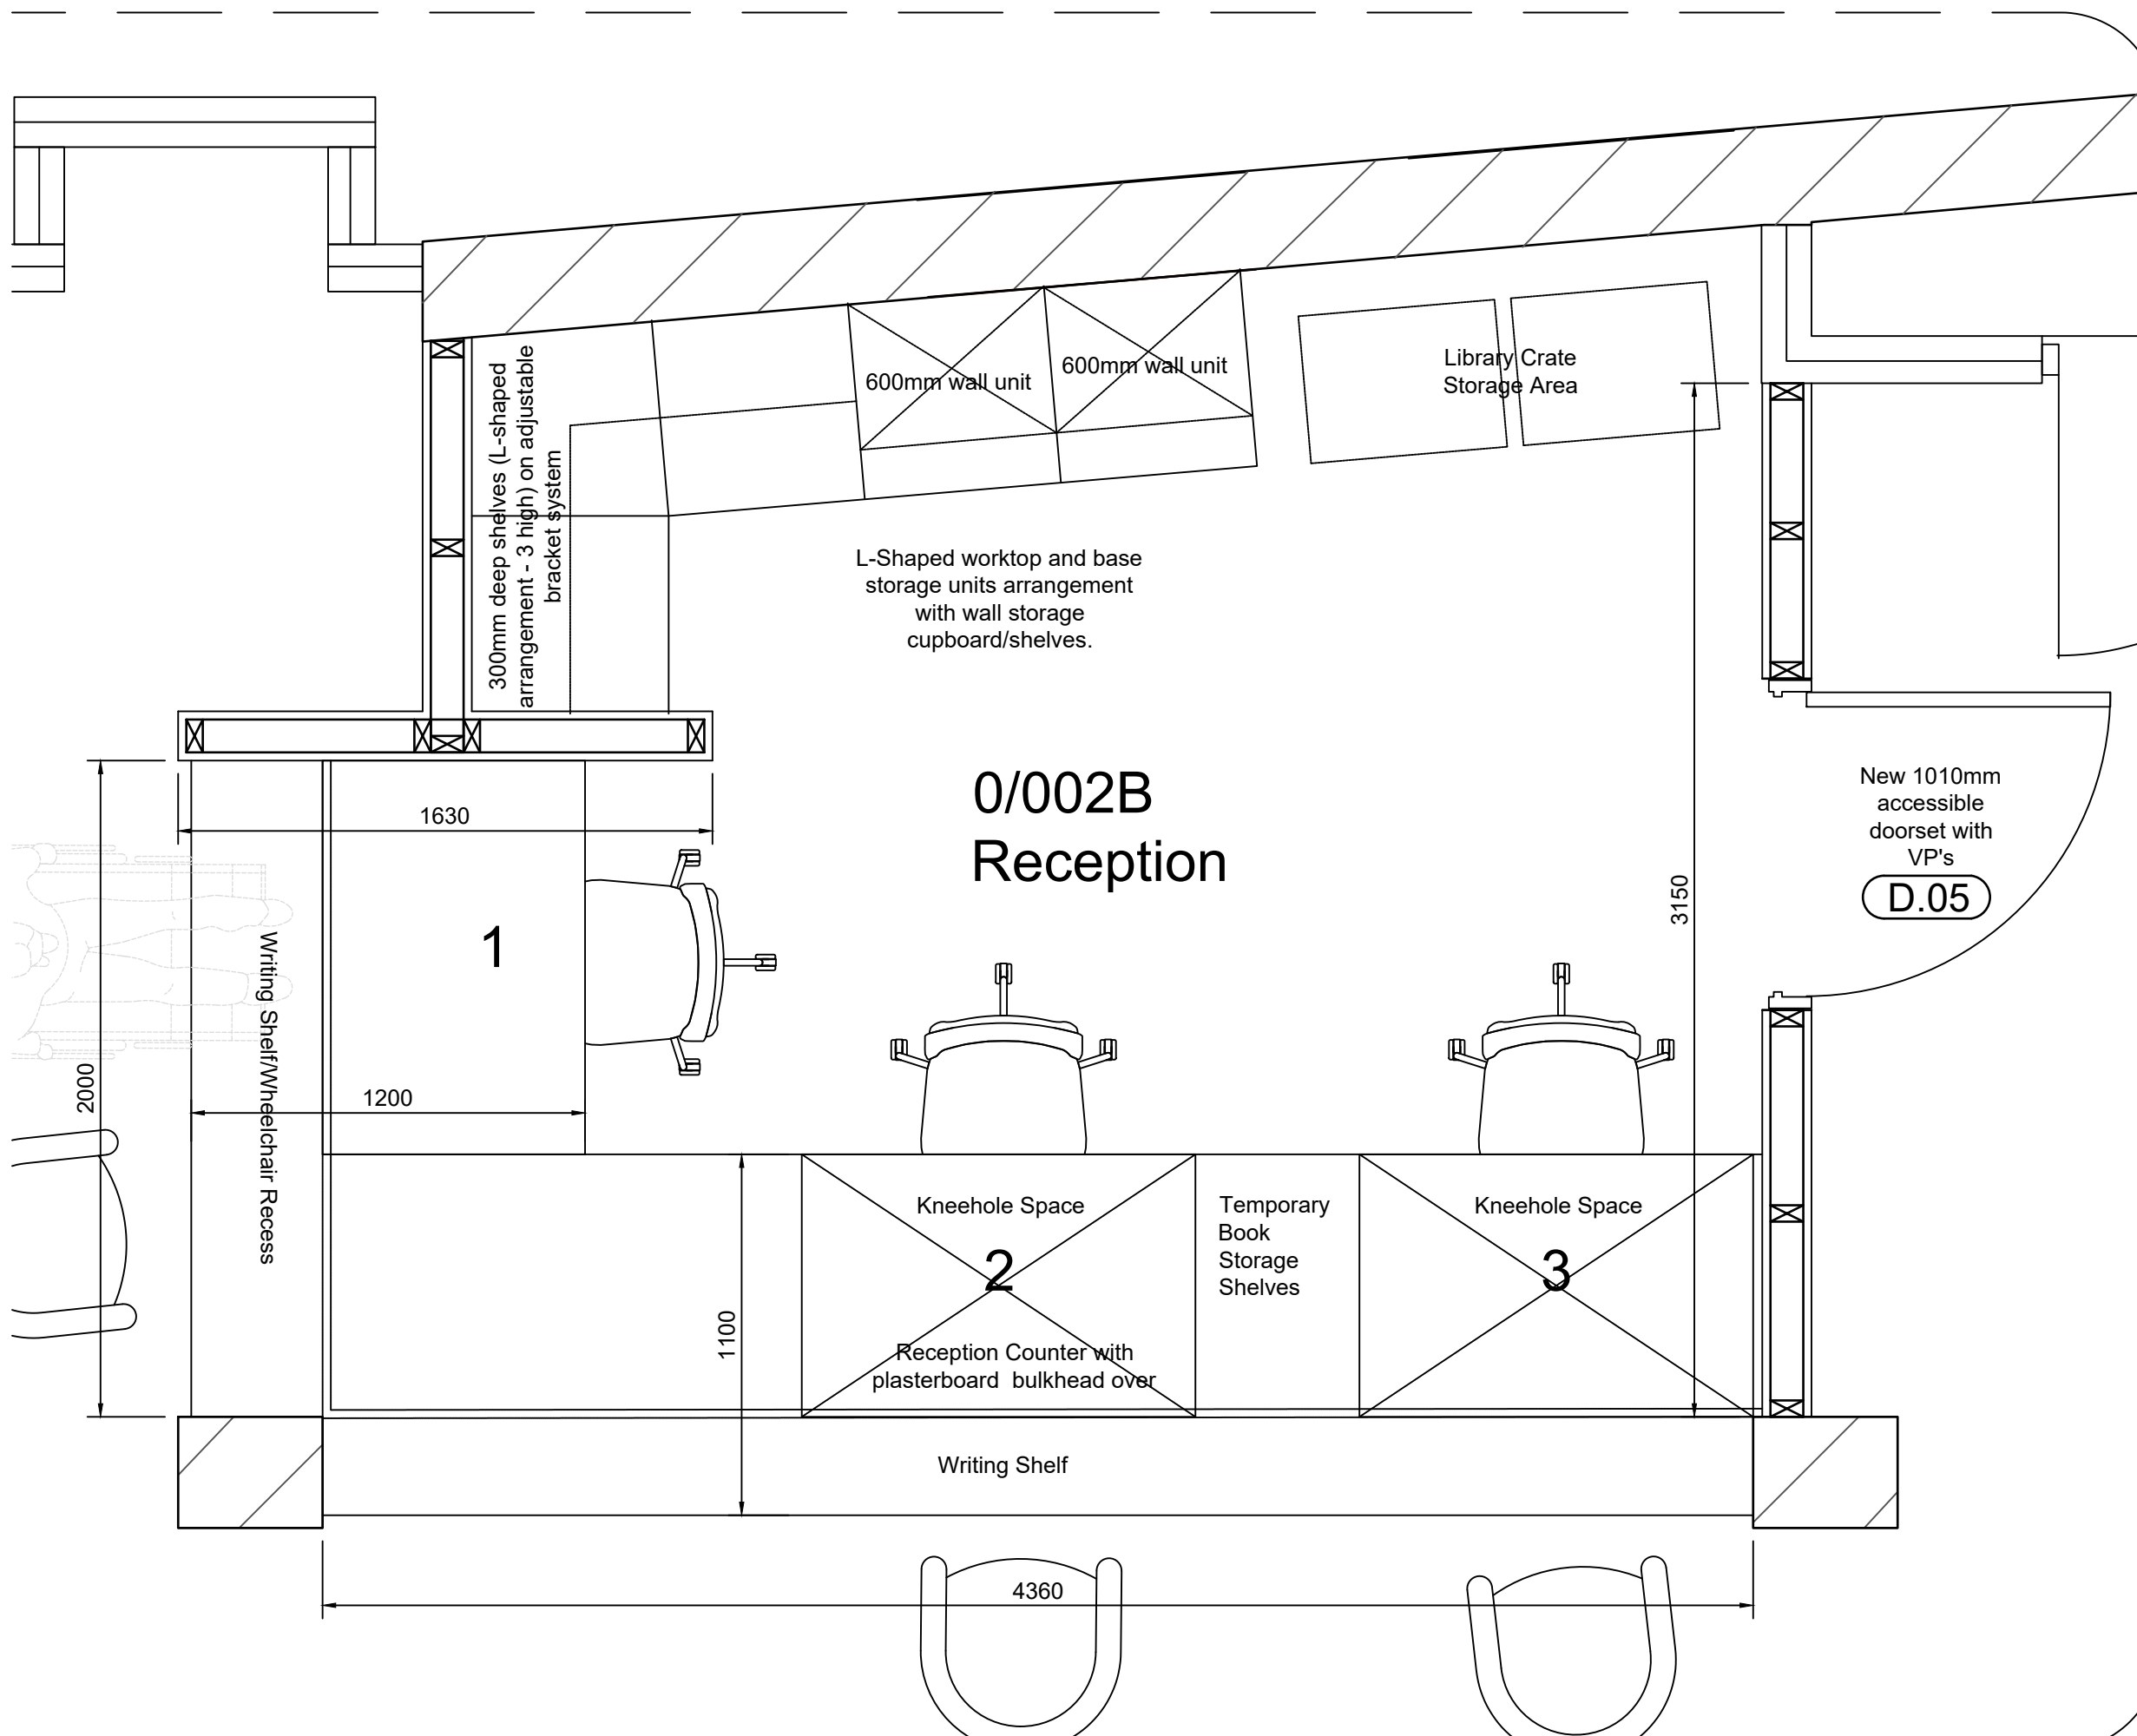 600mm wall unit
600mm wall unit
Library Crate
Storage Area
300mm deep shelves (L-shaped
arrangement - 3 high) on adjustable
bracket system
L-Shaped worktop and base
storage units arrangement
with wall storage
cupboard/shelves.
0/002B
Reception
New 1010mm
accessible
doorset with
VP's
D.05
1630
3150
1
Writing Shelf/Wheelchair Recess
2000
1200
Kneehole Space
2
Reception Counter with
plasterboard bulkhead over
Temporary
Book
Storage
Shelves
Kneehole Space
3
1100
Writing Shelf
4360